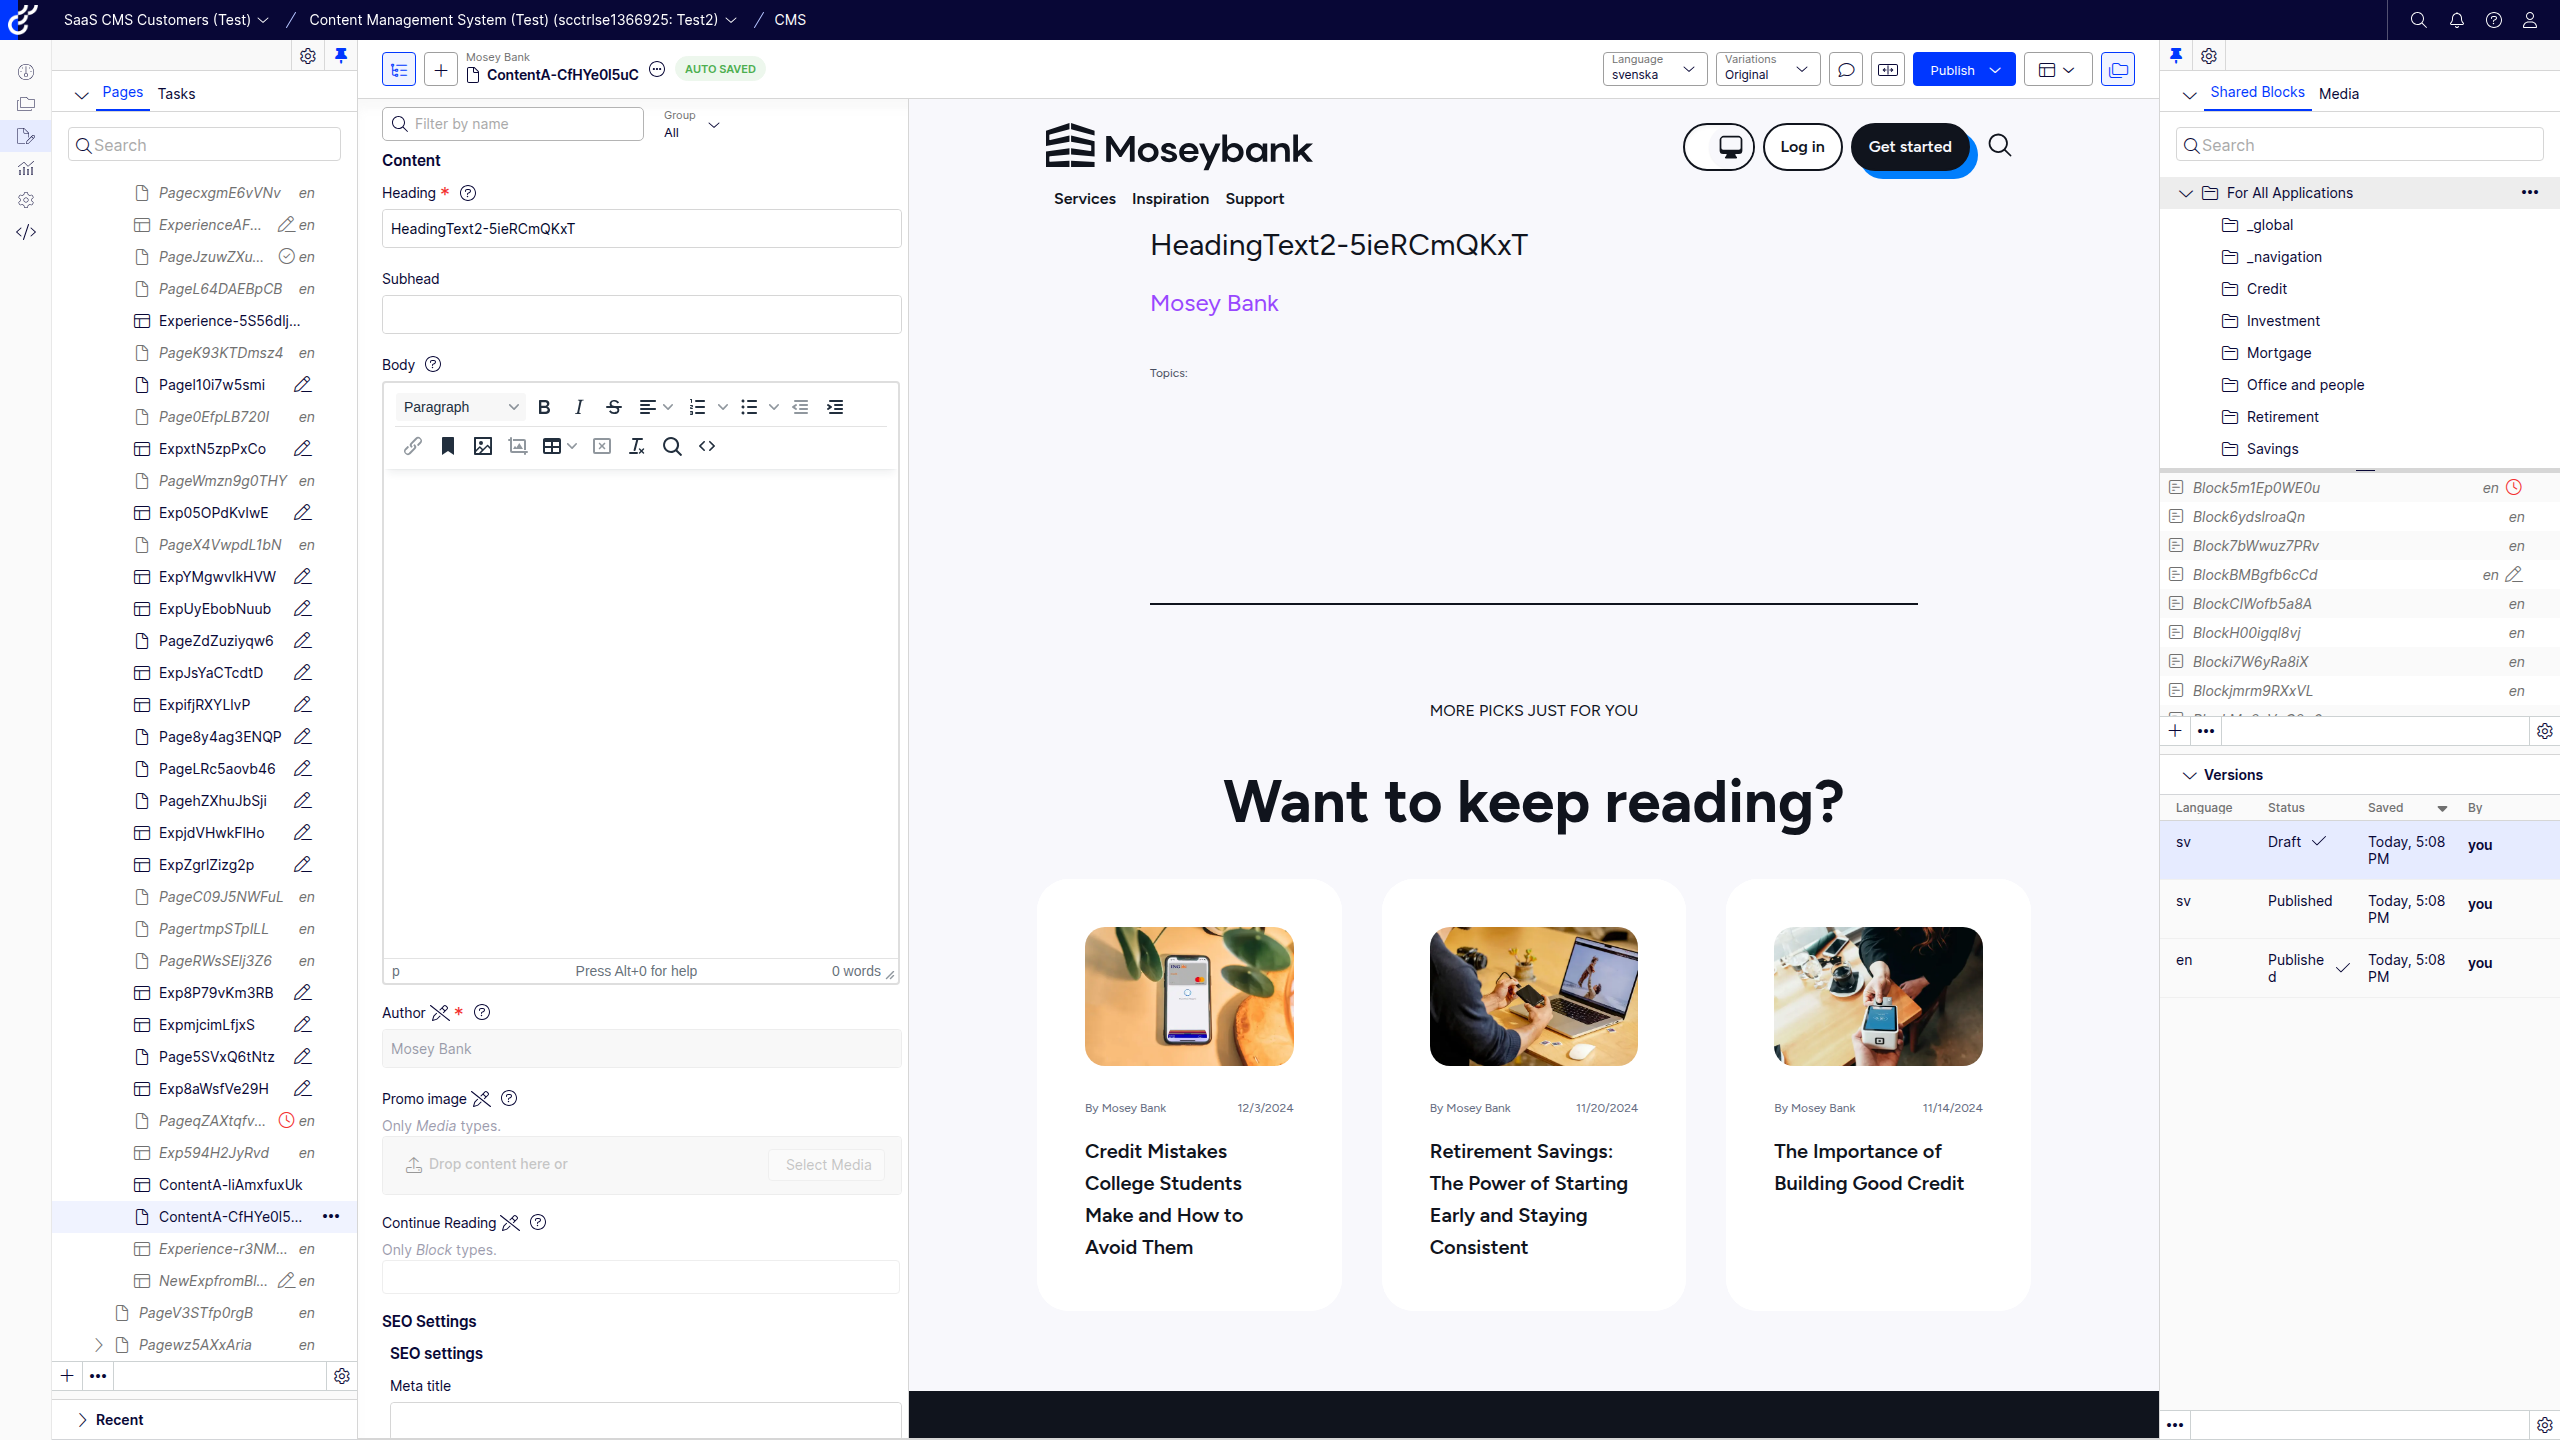 SaaS CMS Customers (Test) / Content Management System (Test) (scctrlse1366925: Test2) / CMS
Pages Tasks
Search
PagecxgmE6vVNv en
ExperienceAF... en
PageJzuwZXu... en
PageL64DAEBpCB en
Experience-5S56dlj...
PageK93KTDmsz4 en
Pagel10i7w5smi
Page0EfpLB720I en
ExpxtN5zpPxCo
PageWmzn9g0THY en
Exp05OPdKvIwE
PageX4VwpdL1bN en
ExpYMgwvlkHVW
ExpUyEbobNuub
PageZdZuziyqw6
ExpJsYaCTcdtD
ExpifjRXYLlvP
Page8y4ag3ENQP
PageLRc5aovb46
PagehZXhuJbSji
ExpjdVHwkFlHo
ExpZgrlZizg2p
PageC09J5NWFuL en
PagertmpSTpILL en
PageRWsSElj3Z6 en
Exp8P79vKm3RB
ExpmjcimLfjxS
Page5SVxQ6tNtz
Exp8aWsfVe29H
PageqZAXtqfv... en
Exp594H2JyRvd en
ContentA-liAmxfuxUk
ContentA-CfHYe0l5...
Experience-r3NM... en
NewExpfromBl... en
PageV3STfp0rgB en
Pagewz5AXxAria en
Recent
Mosey Bank
ContentA-CfHYe0l5uC
AUTO SAVED
Language
svenska
Variations
Original
Publish
Filter by name
Group
All
Content
Heading *
HeadingText2-5ieRCmQKxT
Subhead
Body
Paragraph
p Press Alt+0 for help 0 words
Author *
Mosey Bank
Promo image
Only Media types.
Drop content here or Select Media
Continue Reading
Only Block types.
SEO Settings
SEO settings
Meta title
Moseybank
Log in
Get started
Services Inspiration Support
HeadingText2-5ieRCmQKxT
Mosey Bank
Topics:
MORE PICKS JUST FOR YOU
Want to keep reading?
By Mosey Bank 12/3/2024
Credit Mistakes
College Students
Make and How to
Avoid Them
By Mosey Bank 11/20/2024
Retirement Savings:
The Power of Starting
Early and Staying
Consistent
By Mosey Bank 11/14/2024
The Importance of
Building Good Credit
Shared Blocks Media
Search
For All Applications
_global
_navigation
Credit
Investment
Mortgage
Office and people
Retirement
Savings
Block5m1Ep0WE0u en
Block6ydslroaQn en
Block7bWwuz7PRv en
BlockBMBgfb6cCd en
BlockClWofb5a8A en
BlockH00igql8vj en
Blocki7W6yRa8iX en
Blockjmrm9RXxVL en
Versions
Language Status Saved By
sv Draft Today, 5:08 PM you
sv Published Today, 5:08 PM you
en Published Today, 5:08 PM you